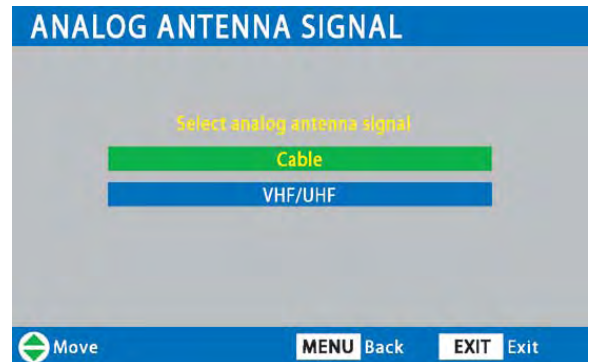 ANALOG ANTENNA SIGNAL
Select analog antenna signal
Cable
VHF/UHF
Move MENU Back EXIT Exit